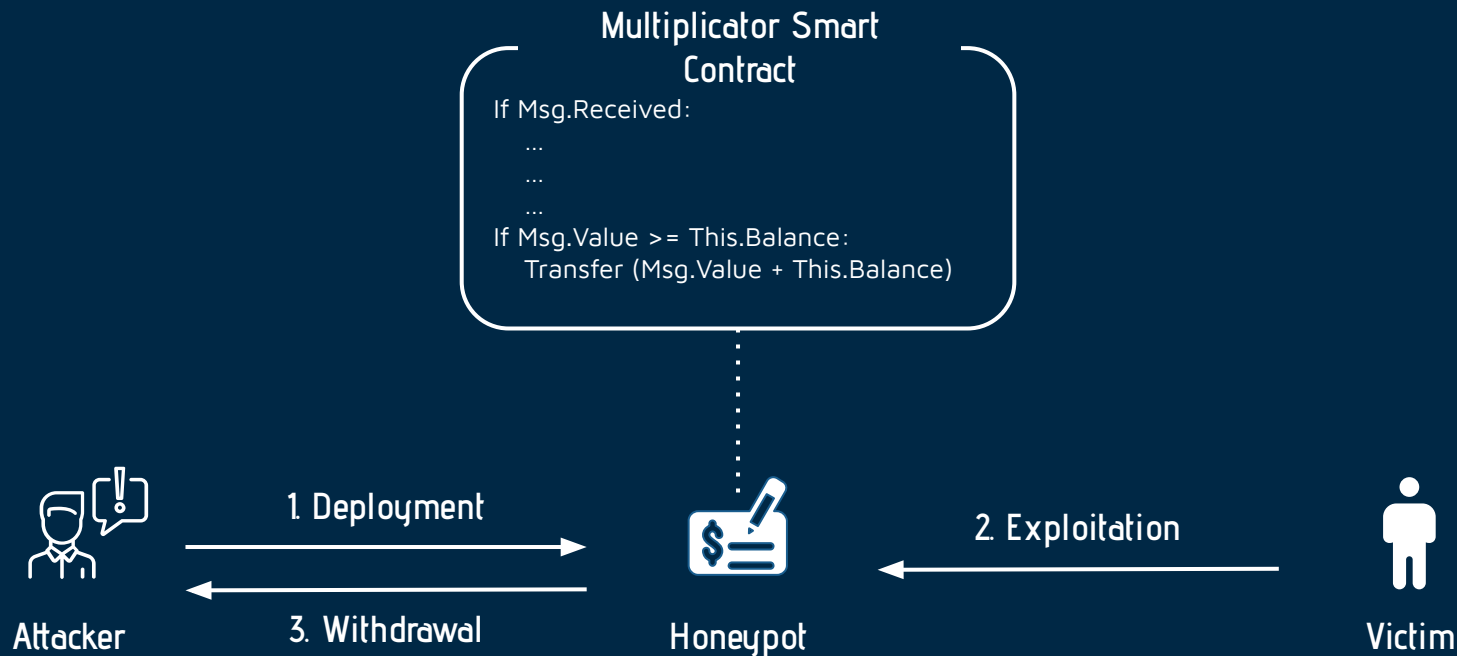 Multiplicator Smart
Contract
If Msg.Received:
...
...
...
If Msg.Value >= This.Balance:
Transfer (Msg.Value + This.Balance)
1. Deployment
2. Exploitation
3. Withdrawal
Attacker
Honeypot
Victim